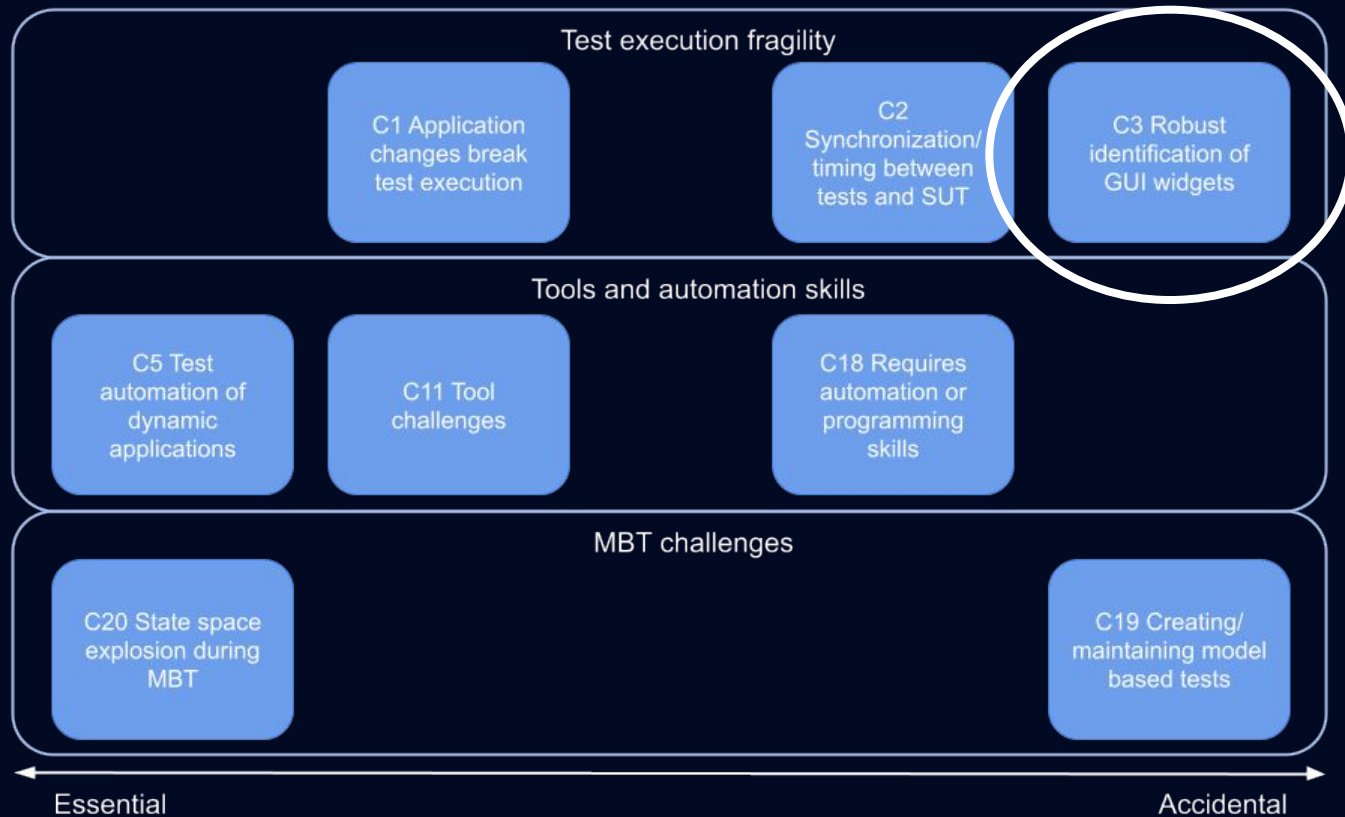 Test execution fragility
C1 Application
changes break
test execution
C2
Synchronization/
timing between
tests and SUT
C3 Robust
identification of
GUI widgets
Tools and automation skills
C5 Test
automation of
dynamic
applications
C11 Tool
challenges
C18 Requires
automation or
programming
skills
MBT challenges
C20 State space
explosion during
MBT
C19 Creating/
maintaining model
based tests
Essential
Accidental